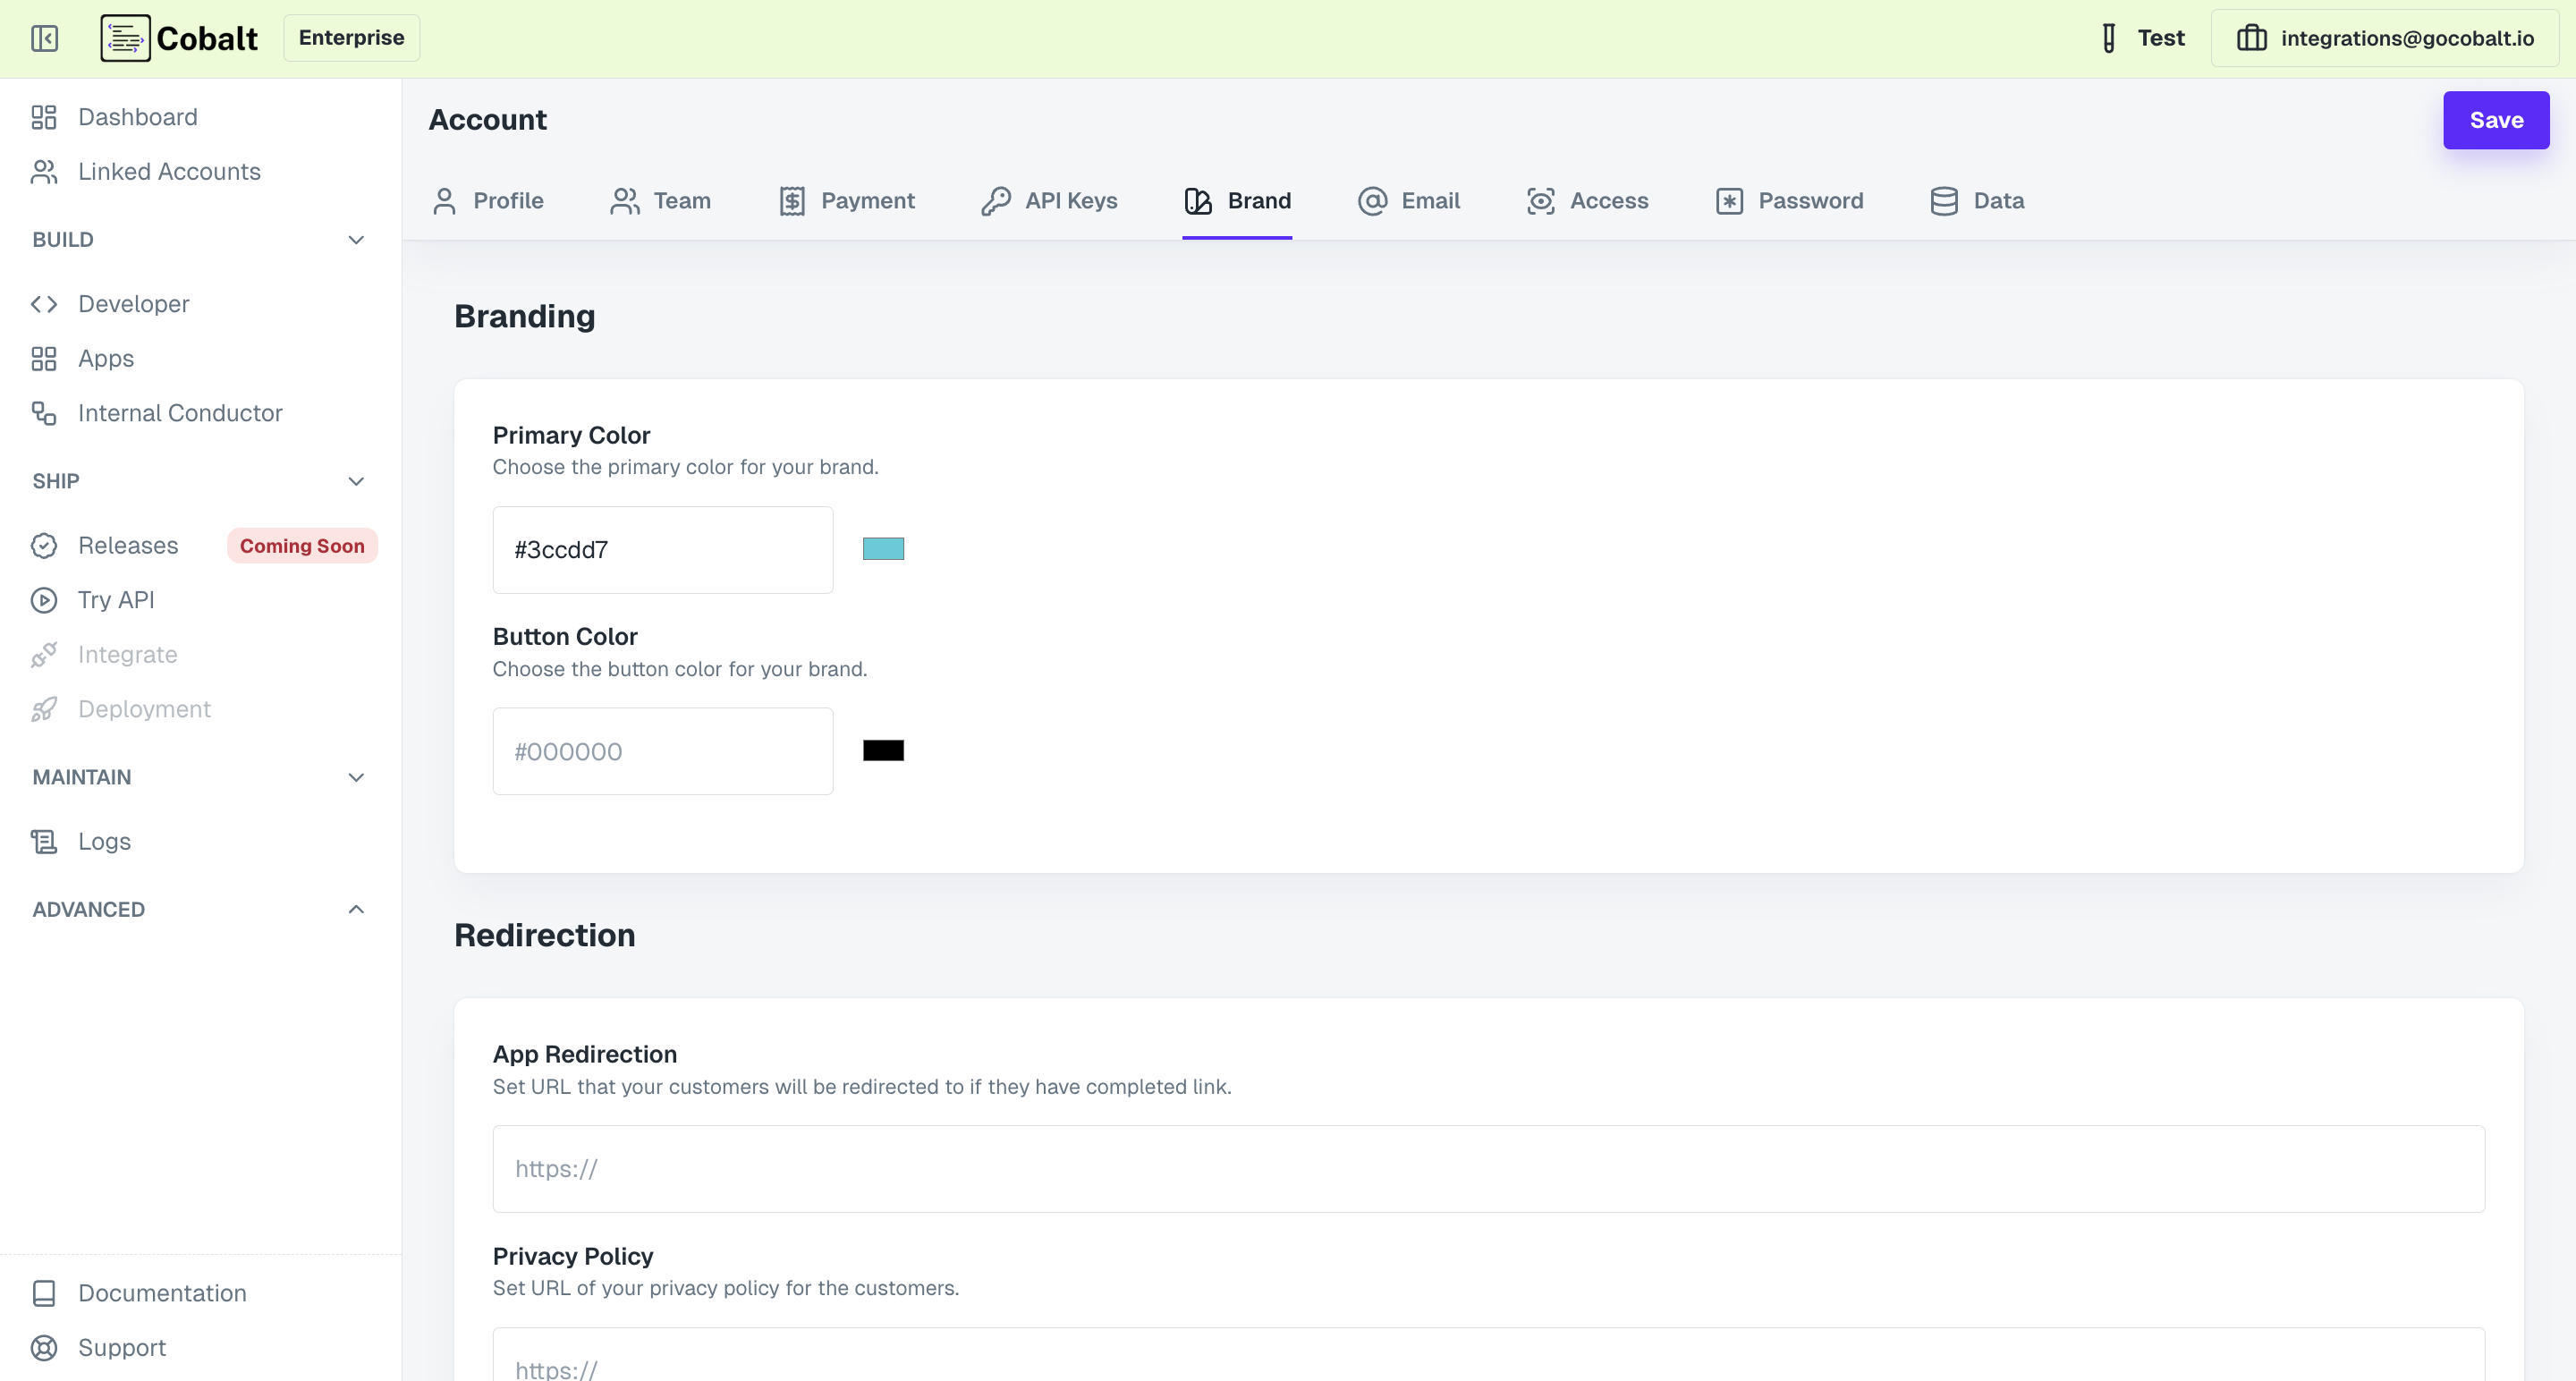 Cobalt
Enterprise
Test
integrations@gocobalt.io
Dashboard
Linked Accounts
BUILD
Developer
Apps
Internal Conductor
SHIP
Releases
Coming Soon
Try API
Integrate
Deployment
MAINTAIN
Logs
ADVANCED
Documentation
Support
Account
Save
Profile
Team
Payment
API Keys
Brand
Email
Access
Password
Data
Branding
Primary Color
Choose the primary color for your brand.
#3ccdd7
Button Color
Choose the button color for your brand.
#000000
Redirection
App Redirection
Set URL that your customers will be redirected to if they have completed link.
https://
Privacy Policy
Set URL of your privacy policy for the customers.
https://